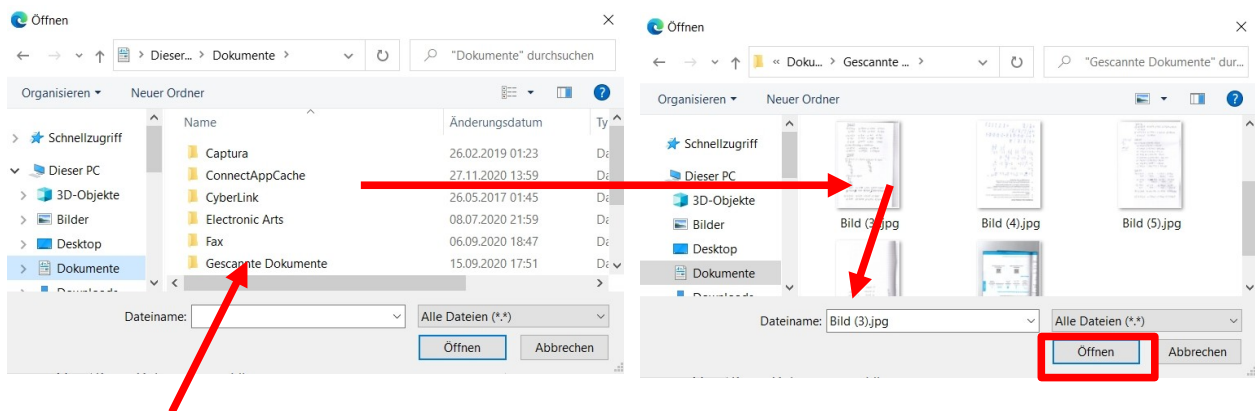 Öffnen
Dieser... > Dokumente >
"Dokumente" durchsuchen
Organisieren
Neuer Ordner
Name
Änderungsdatum
Ty
Schnellzugriff
Dieser PC
3D-Objekte
Bilder
Desktop
Dokumente
Captura 26.02.2019 01:23
ConnectAppCache 27.11.2020 13:59
CyberLink 26.05.2017 01:45
Electronic Arts 08.07.2020 21:59
Fax 06.09.2020 18:47
Gescannte Dokumente 15.09.2020 17:51
Dateiname:
Alle Dateien (*.*)
Öffnen
Abbrechen
Öffnen
« Doku... > Gescannte ... >
"Gescannte Dokumente" dur...
Organisieren
Neuer Ordner
Schnellzugriff
Dieser PC
3D-Objekte
Bilder
Desktop
Dokumente
Bild (3).jpg
Bild (4).jpg
Bild (5).jpg
Dateiname: Bild (3).jpg
Alle Dateien (*.*)
Öffnen
Abbrechen